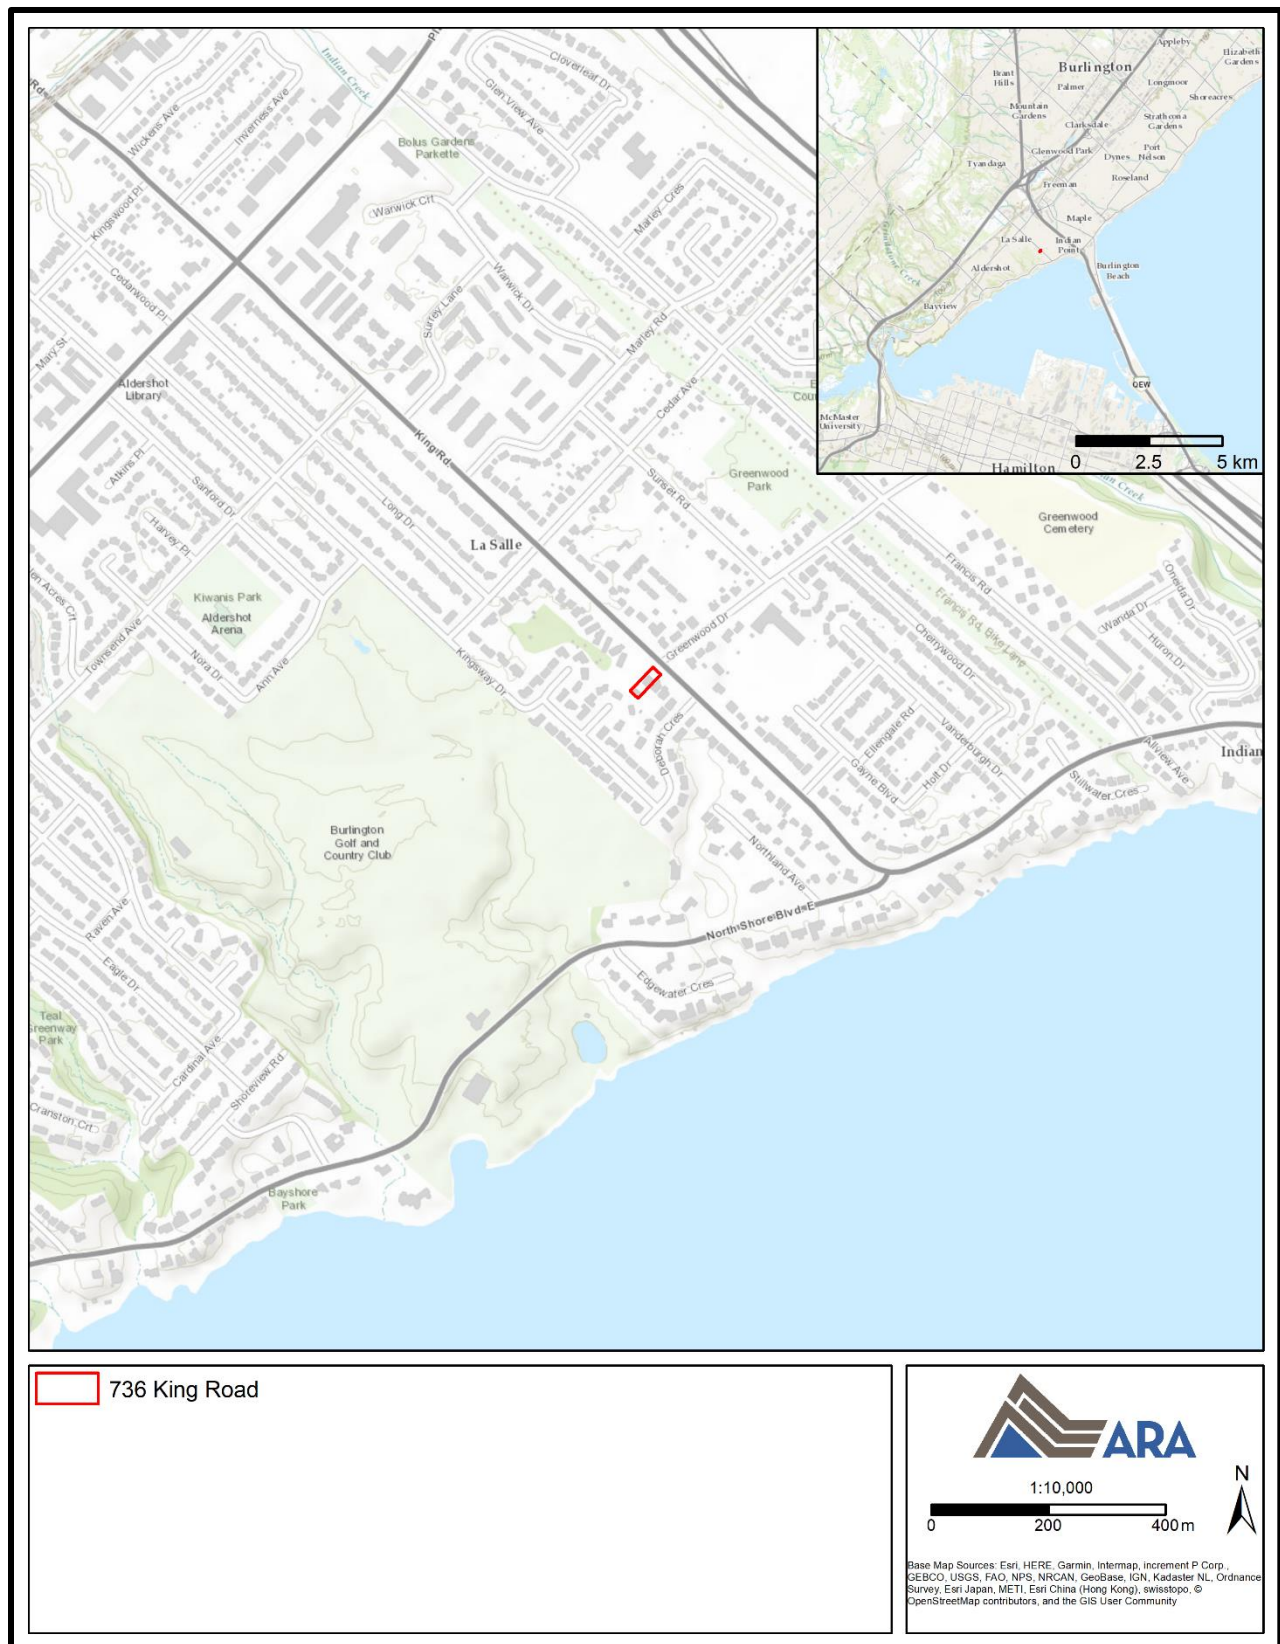 Indian Creek
Cloverleaf Dr
Glen View Ave
Wickens Ave
Inverness Ave
Bolus Gardens
Parkette
Kingswood Pl
Warwick Crt
Marley Cres
Cedarwood Pl
Warwick Dr
Surrey Lane
Marley Rd
Mary St
Aldershot
Library
Cedar Ave
King Rd
Atkins Pl
Sanford Dr
Long Dr
Sunset Rd
Greenwood
Park
Harvey Pl
La Salle
Greenwood
Cemetery
Kiwanis Park
Aldershot
Arena
Francis Rd
Oneida Dr
Wanda Dr
Huron Dr
Francis Rd. Bike Lane
Cherrywood Dr
Greenwood Dr
Townsend Ave
Nora Dr
Ann Ave
Kingsway Dr
Deborah Cres
Ellengale Rd
Vanderburgh Dr
Gayne Blvd
Holt Dr
Allview Ave
Indian
Stillwater Cres
Burlington
Golf and
Country Club
Northland Ave
North Shore Blvd E
Raven Ave
Eagle Dr
Edgewater Cres
Teal
Greenway
Park
Cardinal Ave
Shoreview Rd
Cranston Crt
Bayshore
Park
Appleby
Elizabeth
Gardens
Burlington
Brant
Hills
Palmer
Longmoor
Shoreacres
Mountain
Gardens
Strathcona
Gardens
Clarksdale
Glenwood Park
Port
Nelson
Dynes
Tyandaga
Roseland
Freeman
Maple
La Salle
Indian
Point
Aldershot
Burlington
Beach
Bayview
QEW
McMaster
University
Hamilton
0 2.5 5 km
736 King Road
ARA
1:10,000
N
0 200 400 m
Base Map Sources: Esri, HERE, Garmin, Intermap, increment P Corp.,
GEBCO, USGS, FAO, NPS, NRCAN, GeoBase, IGN, Kadaster NL, Ordnance
Survey, Esri Japan, METI, Esri China (Hong Kong), swisstopo, ©
OpenStreetMap contributors, and the GIS User Community